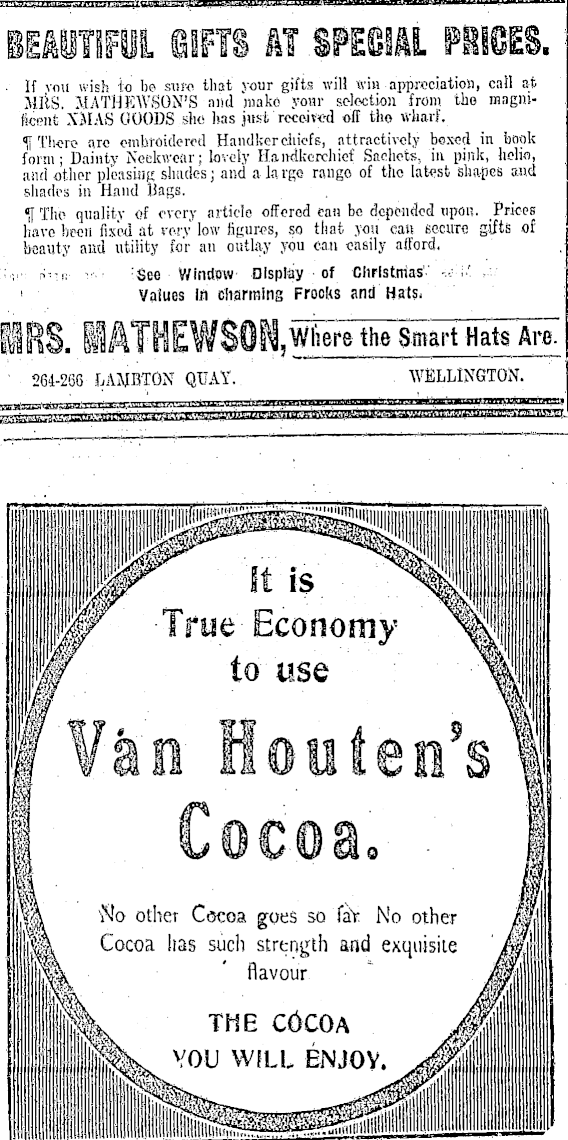 BEAUTIFUL GIFTS AT SPECIAL PRICES.
If you wish to be sure that your gifts will win appreciation, call at
MRS. MATHEWSON'S and make your selection from the magni-
ficent XMAS GOODS she has just received off the wharf.
¶ There are embroidered Handkerchiefs, attractively boxed in book
form; Dainty Neckwear; lovely Handkerchief Sachets, in pink, helio,
and other pleasing shades; and a large range of the latest shapes and
shades in Hand Bags.
¶ The quality of every article offered can be depended upon. Prices
have been fixed at very low figures, so that you can secure gifts of
beauty and utility for an outlay you can easily afford.
See Window Display of Christmas
Values in charming Frocks and Hats.
MRS. MATHEWSON, Where the Smart Hats Are.
264-266 LAMBTON QUAY. WELLINGTON.
It is
True Economy
to use
Van Houten's
Cocoa.
No other Cocoa goes so far. No other
Cocoa has such strength and exquisite
flavour
THE COCOA
YOU WILL ENJOY.